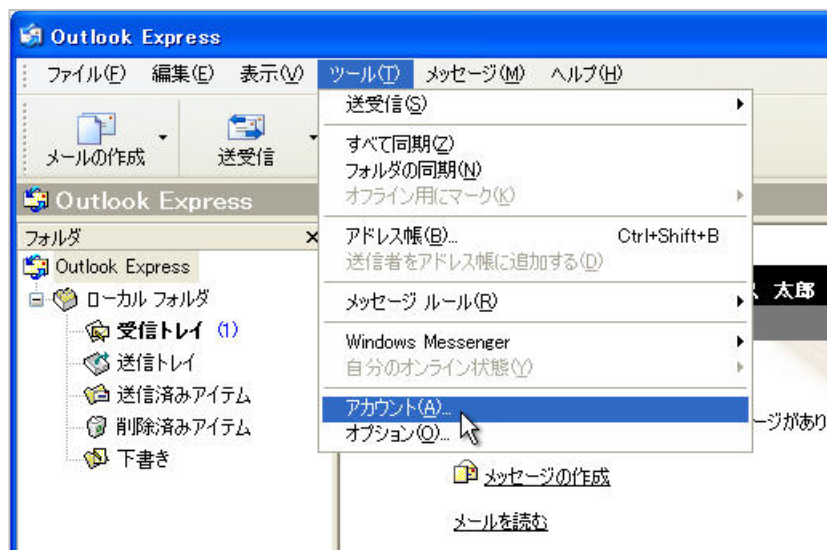 Outlook Express
ファイル(F) 編集(E) 表示(V) ツール(T) メッセージ(M) ヘルプ(H)
メールの作成 送受信
Outlook Express
フォルダ
Outlook Express
ローカル フォルダ
受信トレイ (1)
送信トレイ
送信済みアイテム
削除済みアイテム
下書き
送受信(S)
すべて同期(Z)
フォルダの同期(N)
オフライン用にマーク(K)
アドレス帳(B)... Ctrl+Shift+B
送信者をアドレス帳に追加する(D)
メッセージ ルール(R)
Windows Messenger
自分のオンライン状態(Y)
アカウント(A)...
オプション(O)...
太郎
ージがあり
メッセージの作成
メールを読む